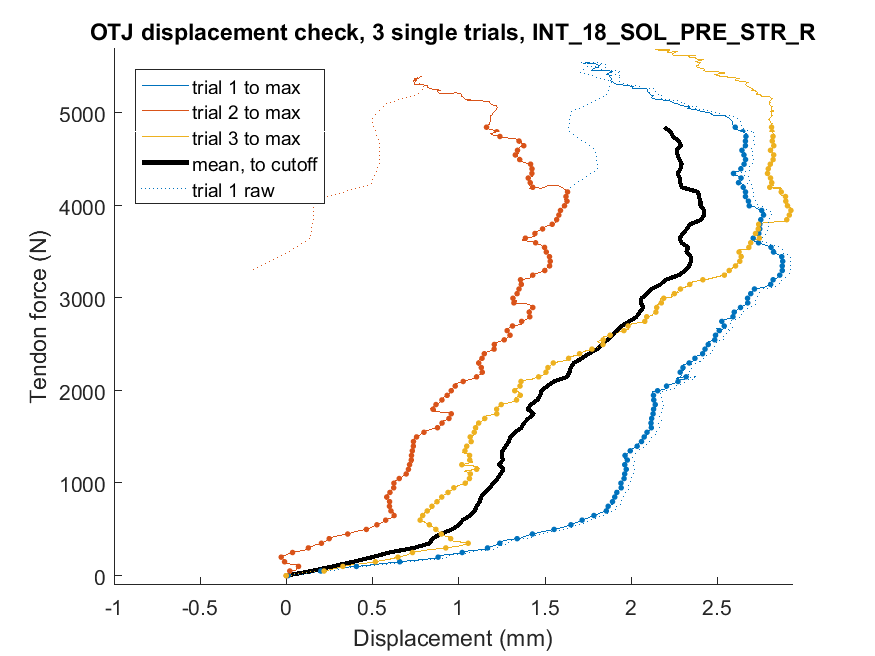 OTJ displacement check, 3 single trials, INT_18_SOL_PRE_STR_R
trial 1 to max
trial 2 to max
trial 3 to max
mean, to cutoff
trial 1 raw
Tendon force (N)
5000
4000
3000
2000
1000
0
-1 -0.5 0 0.5 1 1.5 2 2.5
Displacement (mm)